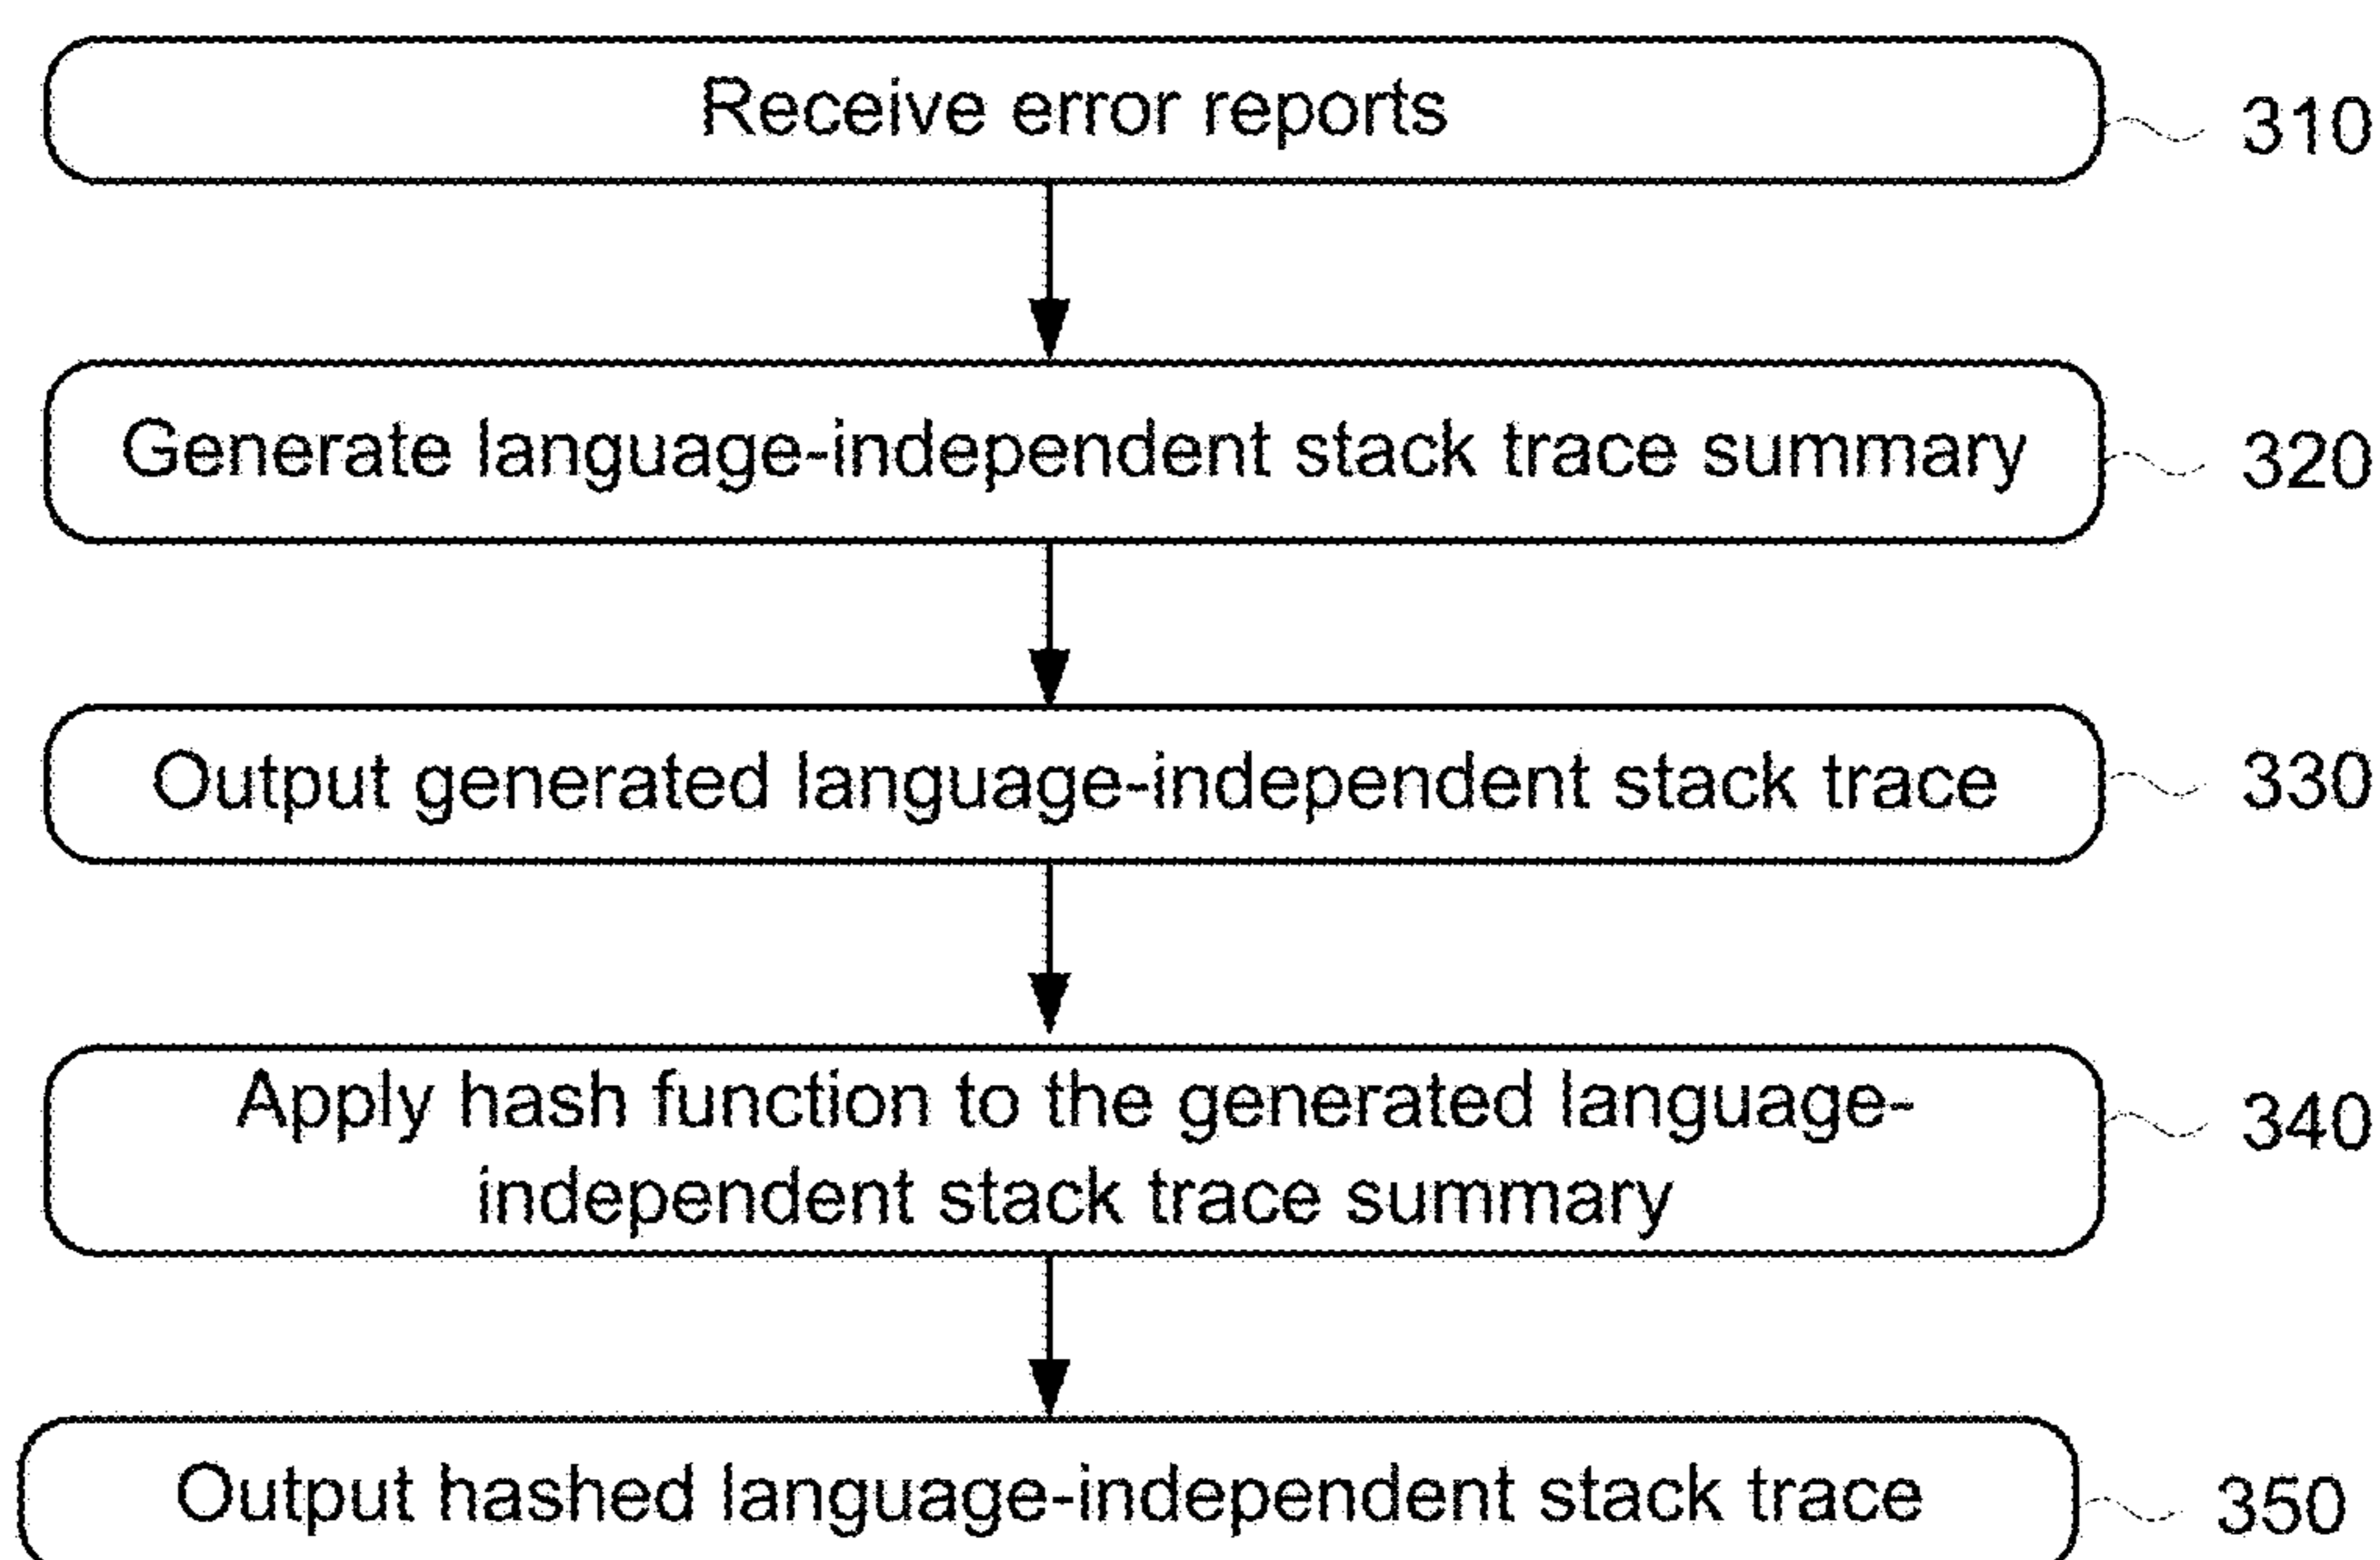 Receive error reports
310
Generate language-independent stack trace summary
320
Output generated language-independent stack trace
330
Apply hash function to the generated language-
independent stack trace summary
340
Output hashed language-independent stack trace
350